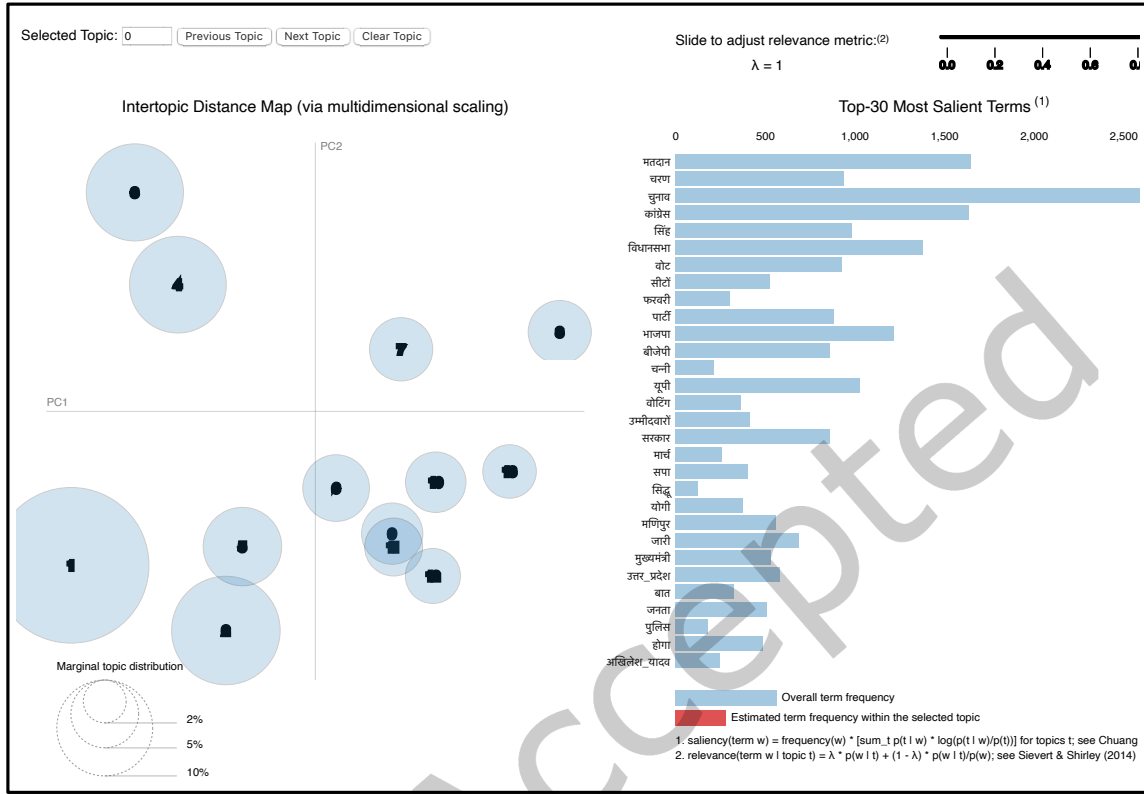 Selected Topic: 0 Previous Topic Next Topic Clear Topic
Slide to adjust relevance metric:(2)
λ = 1
0.0 0.2 0.4 0.6
Intertopic Distance Map (via multidimensional scaling)
PC2
PC1
4
7
1
Marginal topic distribution
2%
5%
10%
Top-30 Most Salient Terms (1)
0 500 1,000 1,500 2,000 2,500
मतदान
चरण
चुनाव
कांग्रेस
सिंह
विधानसभा
वोट
सीटों
फरवरी
पार्टी
भाजपा
बीजेपी
चन्नी
यूपी
वोटिंग
उम्मीदवारों
सरकार
मार्च
सपा
सिद्धू
योगी
मणिपुर
जारी
मुख्यमंत्री
उत्तर_प्रदेश
बात
जनता
पुलिस
होगा
अखिलेश_यादव
Overall term frequency
Estimated term frequency within the selected topic
1. saliency(term w) = frequency(w) * [sum_t p(t | w) * log(p(t | w)/p(t))] for topics t; see Chuang
2. relevance(term w | topic t) = λ * p(w | t) + (1 - λ) * p(w | t)/p(w); see Sievert & Shirley (2014)
Accepted